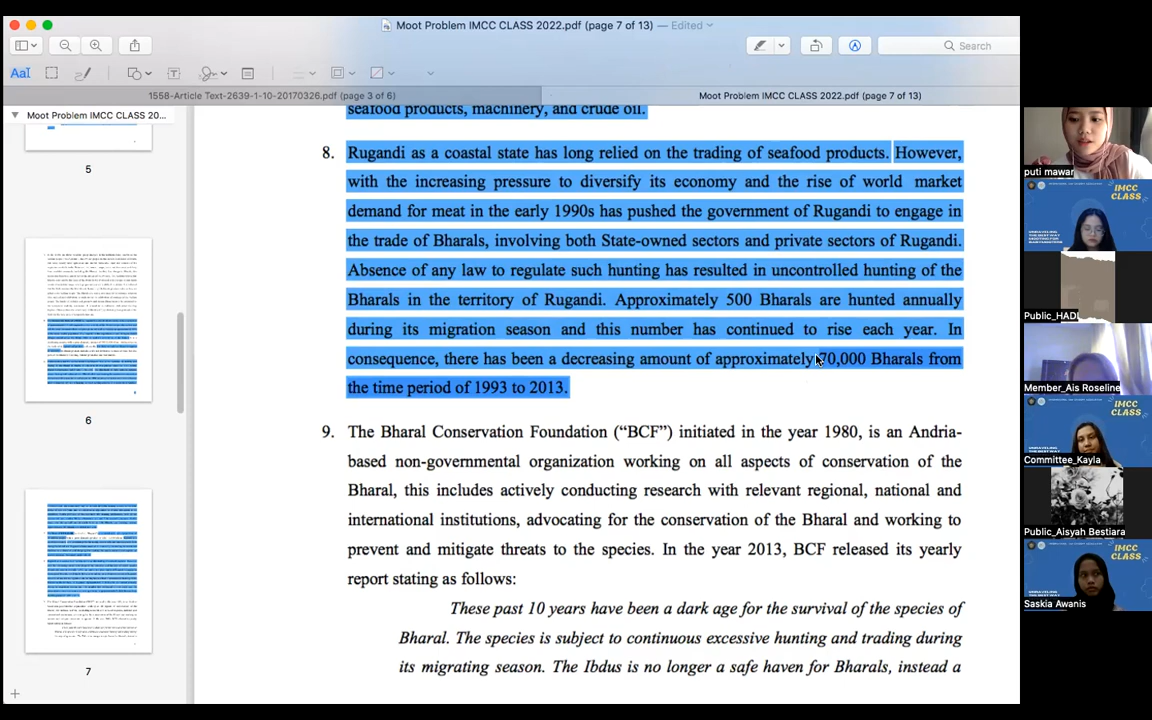 Moot Problem IMCC CLASS 2022.pdf (page 7 of 13) — Edited
Search
AaI
1558-Article Text-2639-1-10-20170326.pdf (page 3 of 6)
Moot Problem IMCC CLASS 2022.pdf (page 7 of 13)
Moot Problem IMCC CLASS 20...
5
6
7
seafood products, machinery, and crude oil.
8. Rugandi as a coastal state has long relied on the trading of seafood products. However,
with the increasing pressure to diversify its economy and the rise of world market
demand for meat in the early 1990s has pushed the government of Rugandi to engage in
the trade of Bharals, involving both State-owned sectors and private sectors of Rugandi.
Absence of any law to regulate such hunting has resulted in uncontrolled hunting of the
Bharals in the territory of Rugandi. Approximately 500 Bharals are hunted annually
during its migration season and this number has continued to rise each year. In
consequence, there has been a decreasing amount of approximately 70,000 Bharals from
the time period of 1993 to 2013.
9. The Bharal Conservation Foundation (“BCF”) initiated in the year 1980, is an Andria-
based non-governmental organization working on all aspects of conservation of the
Bharal, this includes actively conducting research with relevant regional, national and
international institutions, advocating for the conservation of the Bharal and working to
prevent and mitigate threats to the species. In the year 2013, BCF released its yearly
report stating as follows:
These past 10 years have been a dark age for the survival of the species of
Bharal. The species is subject to continuous excessive hunting and trading during
its migrating season. The Ibdus is no longer a safe haven for Bharals, instead a
puti mawar
IMCC
CLASS
Public_HADI
Member_Ais Roseline
IMCC
CLASS
Committee_Kayla
Public_Aisyah Bestiara
IMCC
CLASS
Saskia Awanis